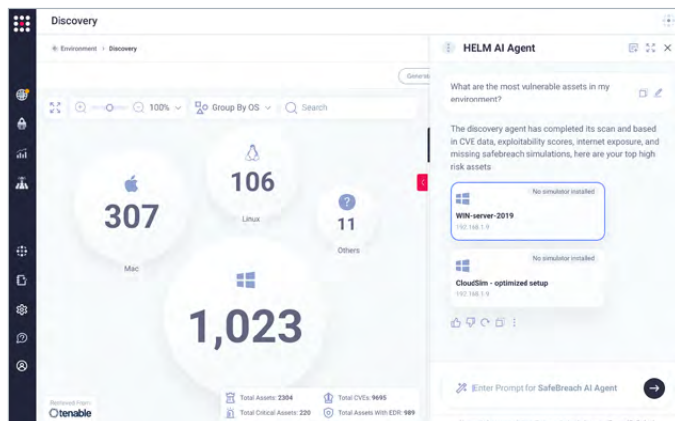 Discovery
Environment > Discovery
100%
Group By OS
Search
307
Mac
106
Linux
11
Others
1,023
Retrieved From:
tenable
Total Assets: 2304
Total CVEs: 9695
Total Critical Assets: 220
Total Assets With EDR: 989
HELM AI Agent
What are the most vulnerable assets in my
environment?
The discovery agent has completed its scan and based
in CVE data, exploitability scores, internet exposure, and
missing safebreach simulations, here are your top high
risk assets
No simulator installed
WIN-server-2019
192.168.1.9
No simulator installed
CloudSim - optimized setup
192.168.1.9
Enter Prompt for SafeBreach AI Agent